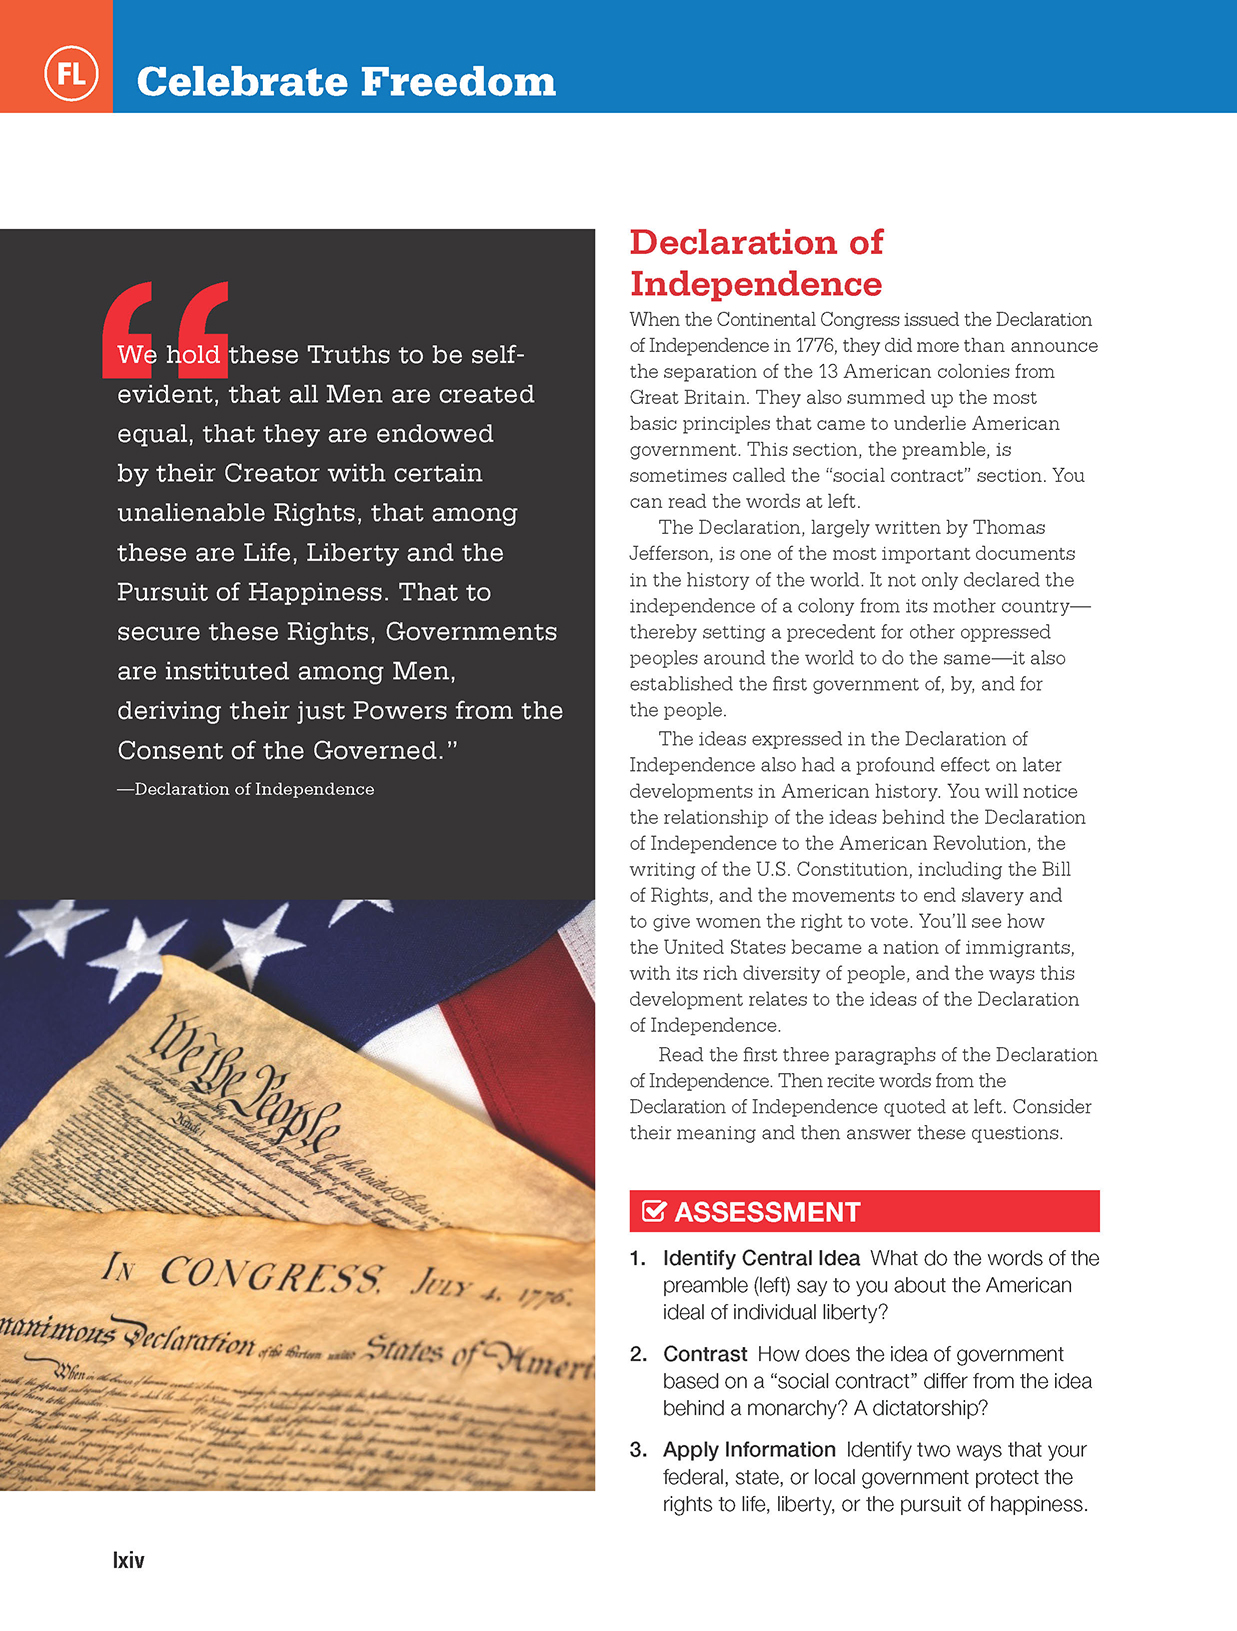 FL
Celebrate Freedom
“
We hold these Truths to be self-
evident, that all Men are created
equal, that they are endowed
by their Creator with certain
unalienable Rights, that among
these are Life, Liberty and the
Pursuit of Happiness. That to
secure these Rights, Governments
are instituted among Men,
deriving their just Powers from the
Consent of the Governed.”
—Declaration of Independence
We the People
of the United States
Article I
In CONGRESS, July 4, 1776.
Declaration of the thirteen united States of
When in the
Declaration of
Independence
When the Continental Congress issued the Declaration
of Independence in 1776, they did more than announce
the separation of the 13 American colonies from
Great Britain. They also summed up the most
basic principles that came to underlie American
government. This section, the preamble, is
sometimes called the “social contract” section. You
can read the words at left.
The Declaration, largely written by Thomas
Jefferson, is one of the most important documents
in the history of the world. It not only declared the
independence of a colony from its mother country—
thereby setting a precedent for other oppressed
peoples around the world to do the same—it also
established the first government of, by, and for
the people.
The ideas expressed in the Declaration of
Independence also had a profound effect on later
developments in American history. You will notice
the relationship of the ideas behind the Declaration
of Independence to the American Revolution, the
writing of the U.S. Constitution, including the Bill
of Rights, and the movements to end slavery and
to give women the right to vote. You’ll see how
the United States became a nation of immigrants,
with its rich diversity of people, and the ways this
development relates to the ideas of the Declaration
of Independence.
Read the first three paragraphs of the Declaration
of Independence. Then recite words from the
Declaration of Independence quoted at left. Consider
their meaning and then answer these questions.
ASSESSMENT
1. Identify Central Idea What do the words of the
preamble (left) say to you about the American
ideal of individual liberty?
2. Contrast How does the idea of government
based on a “social contract” differ from the idea
behind a monarchy? A dictatorship?
3. Apply Information Identify two ways that your
federal, state, or local government protect the
rights to life, liberty, or the pursuit of happiness.
lxiv